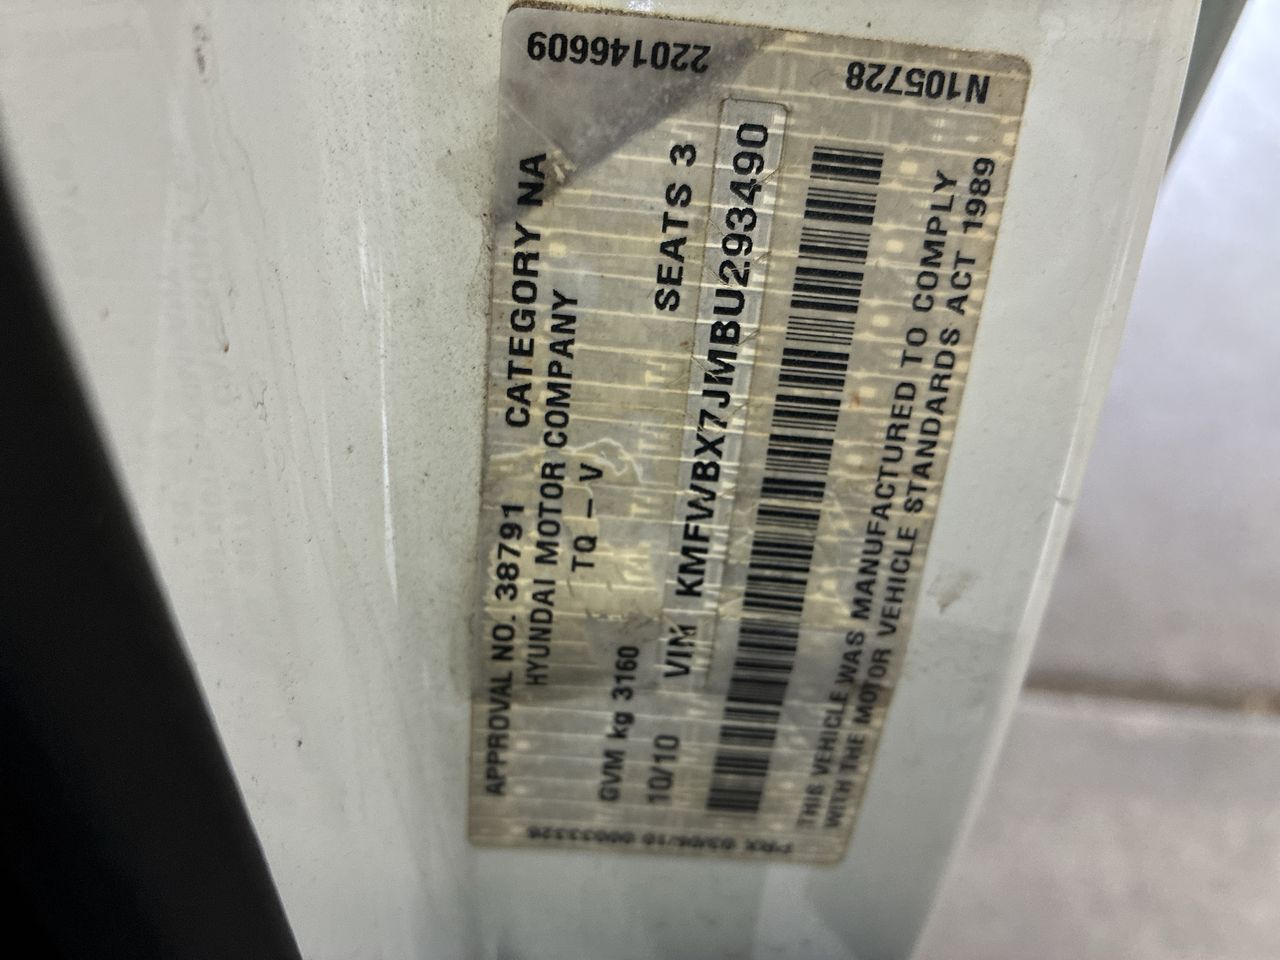 APPROVAL NO. 38791 CATEGORY NA
HYUNDAI MOTOR COMPANY
TQ – V
GVM kg 3160 SEATS 3
10/10 VIN KMFWBX7JMBU293490
THIS VEHICLE WAS MANUFACTURED TO COMPLY
WITH THE MOTOR VEHICLE STANDARDS ACT 1989
220146609
N105728